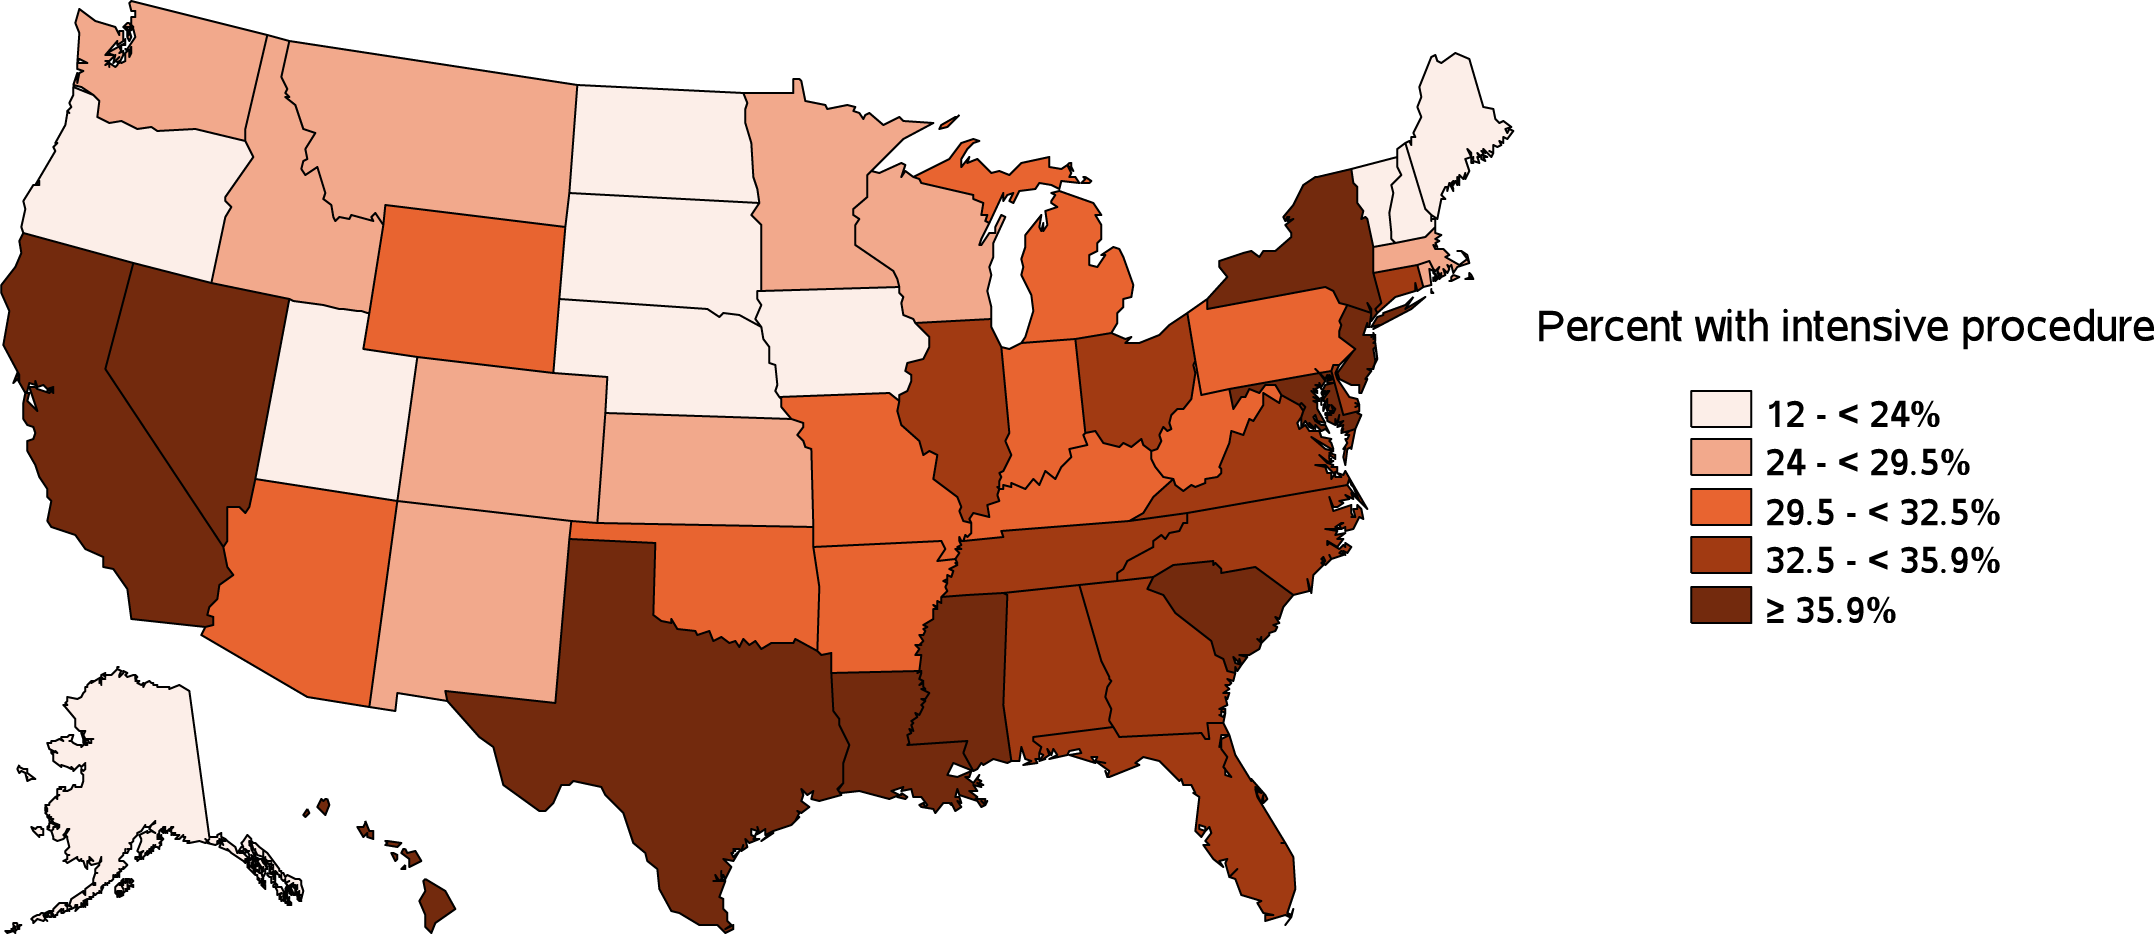 Percent with intensive procedure
12 - < 24%
24 - < 29.5%
29.5 - < 32.5%
32.5 - < 35.9%
≥ 35.9%